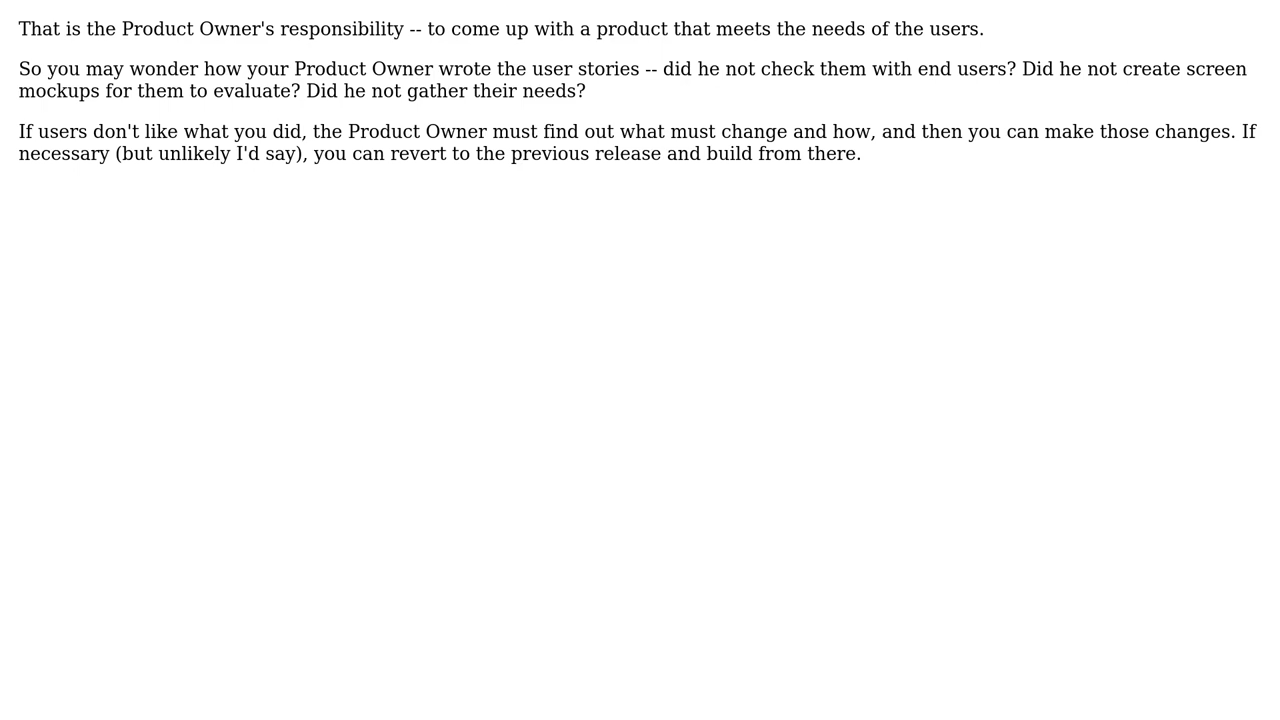 That is the Product Owner's responsibility -- to come up with a product that meets the needs of the users.
So you may wonder how your Product Owner wrote the user stories -- did he not check them with end users? Did he not create screen
mockups for them to evaluate? Did he not gather their needs?
If users don't like what you did, the Product Owner must find out what must change and how, and then you can make those changes. If
necessary (but unlikely I'd say), you can revert to the previous release and build from there.